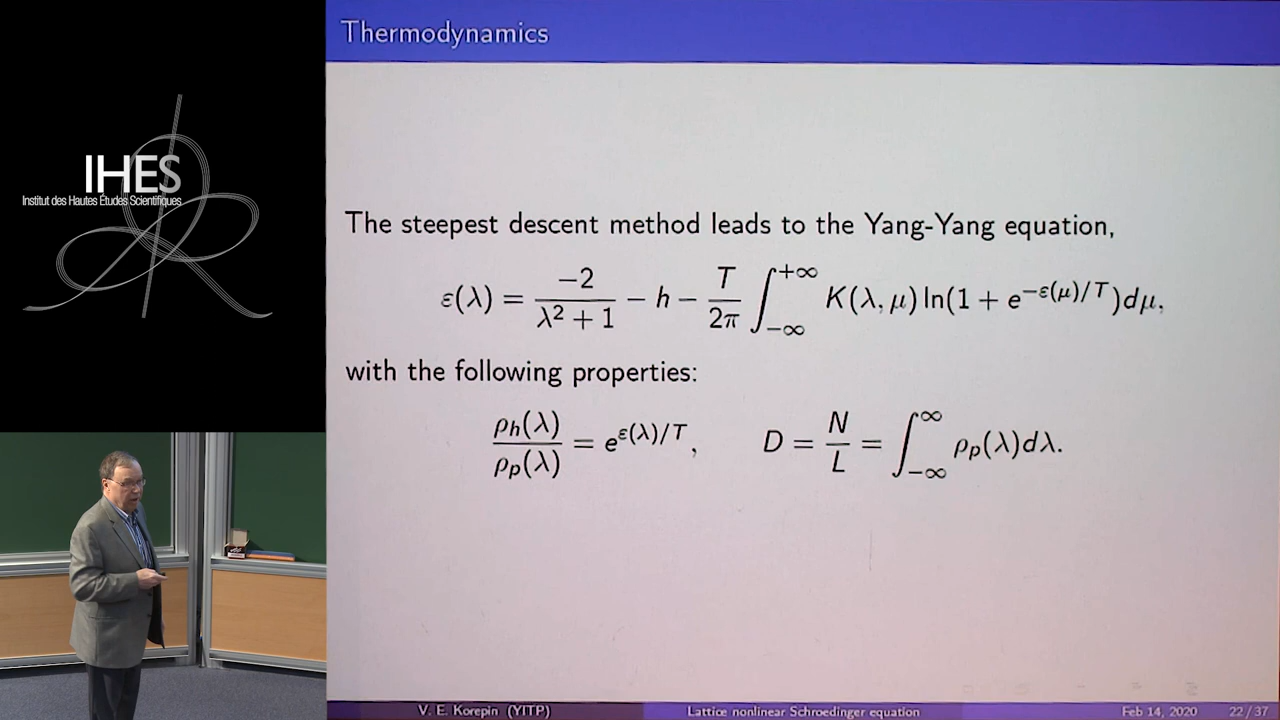 Thermodynamics
IHES
Institut des Hautes Études Scientifiques
The steepest descent method leads to the Yang-Yang equation,
ε(λ) = −2/(λ² + 1) − h − T/2π ∫_{−∞}^{+∞} K(λ, μ) ln(1 + e^{−ε(μ)/T})dμ,
with the following properties:
ρ_h(λ)/ρ_p(λ) = e^{ε(λ)/T}, D = N/L = ∫_{−∞}^{∞} ρ_p(λ)dλ.
V. E. Korepin (YITP) Lattice nonlinear Schroedinger equation Feb 14, 2020 22 / 37